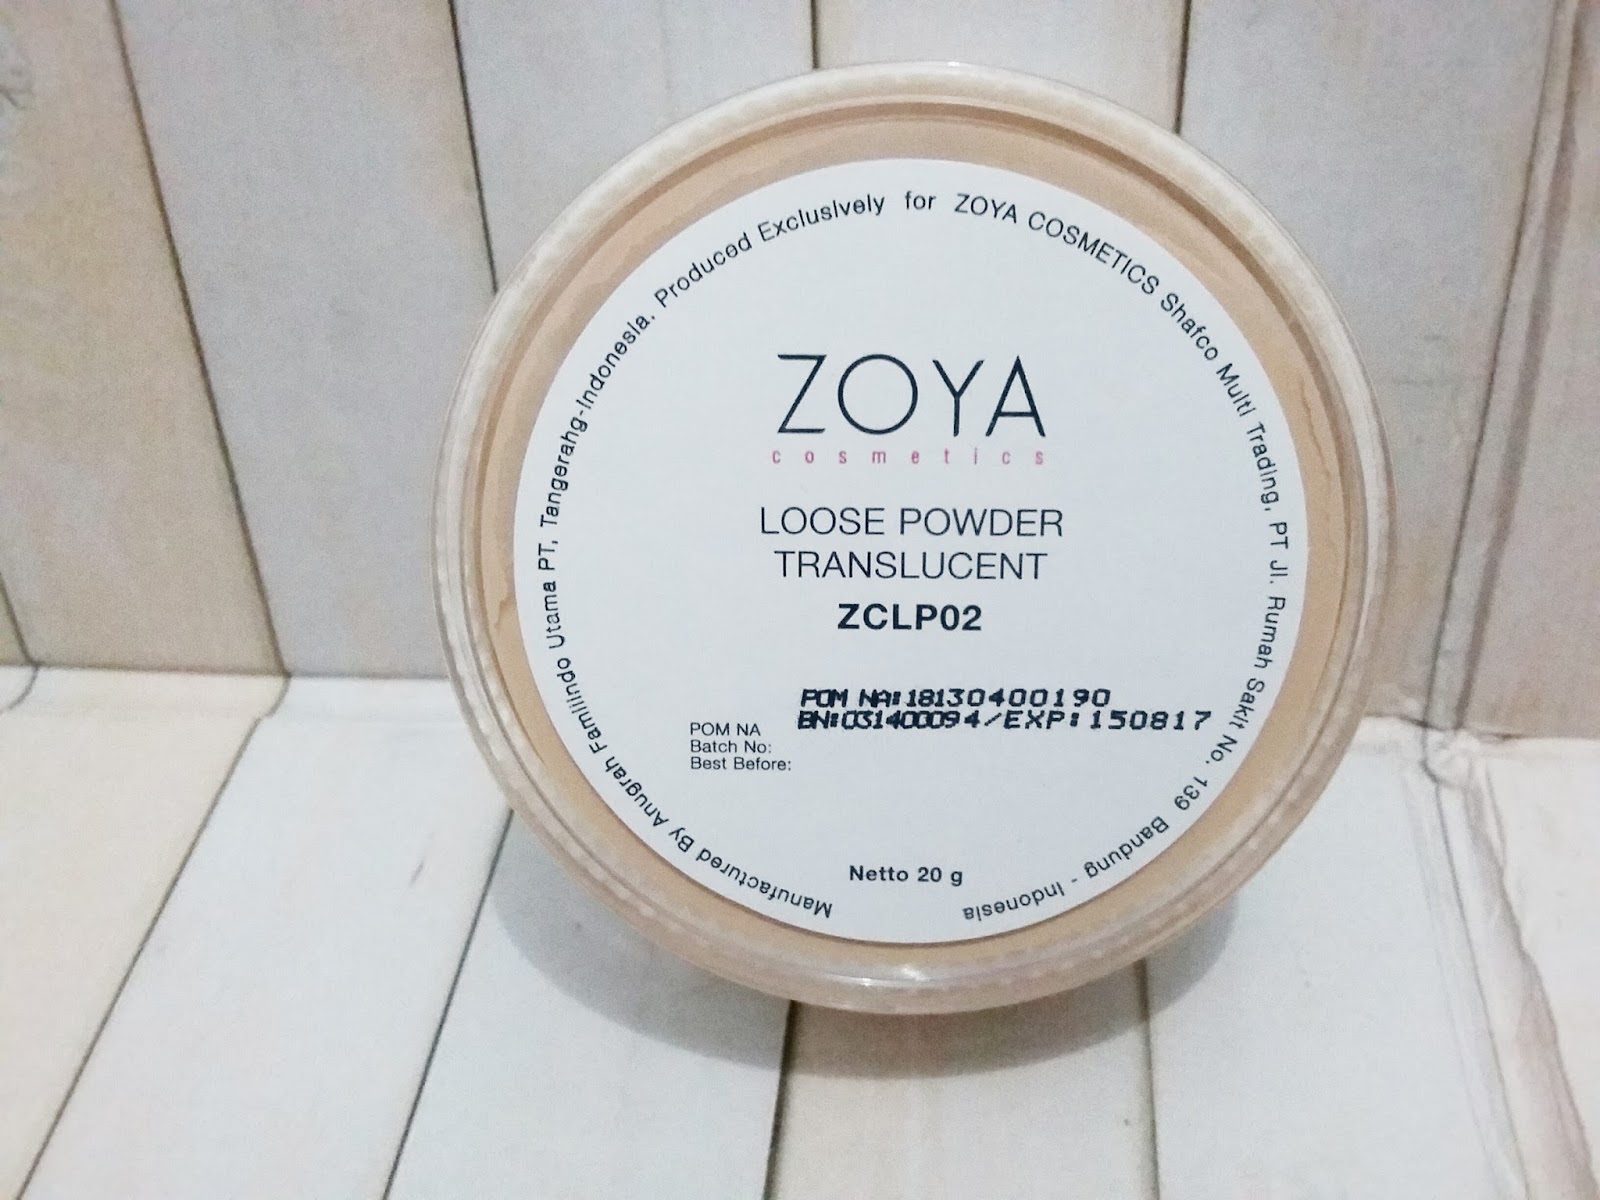 ZOYA
cosmetics
LOOSE POWDER
TRANSLUCENT
ZCLP02
POM NA:18130400190
BN:031400094/EXP:150817
POM NA
Batch No:
Best Before:
Netto 20 g
Manufactured By Anugrah Familindo Utama PT, Tangerahg-Indonesia. Produced Exclusively for ZOYA COSMETICS Shafco Multi Trading, PT Jl. Rumah Sakit No. 139 Bandung - Indonesia